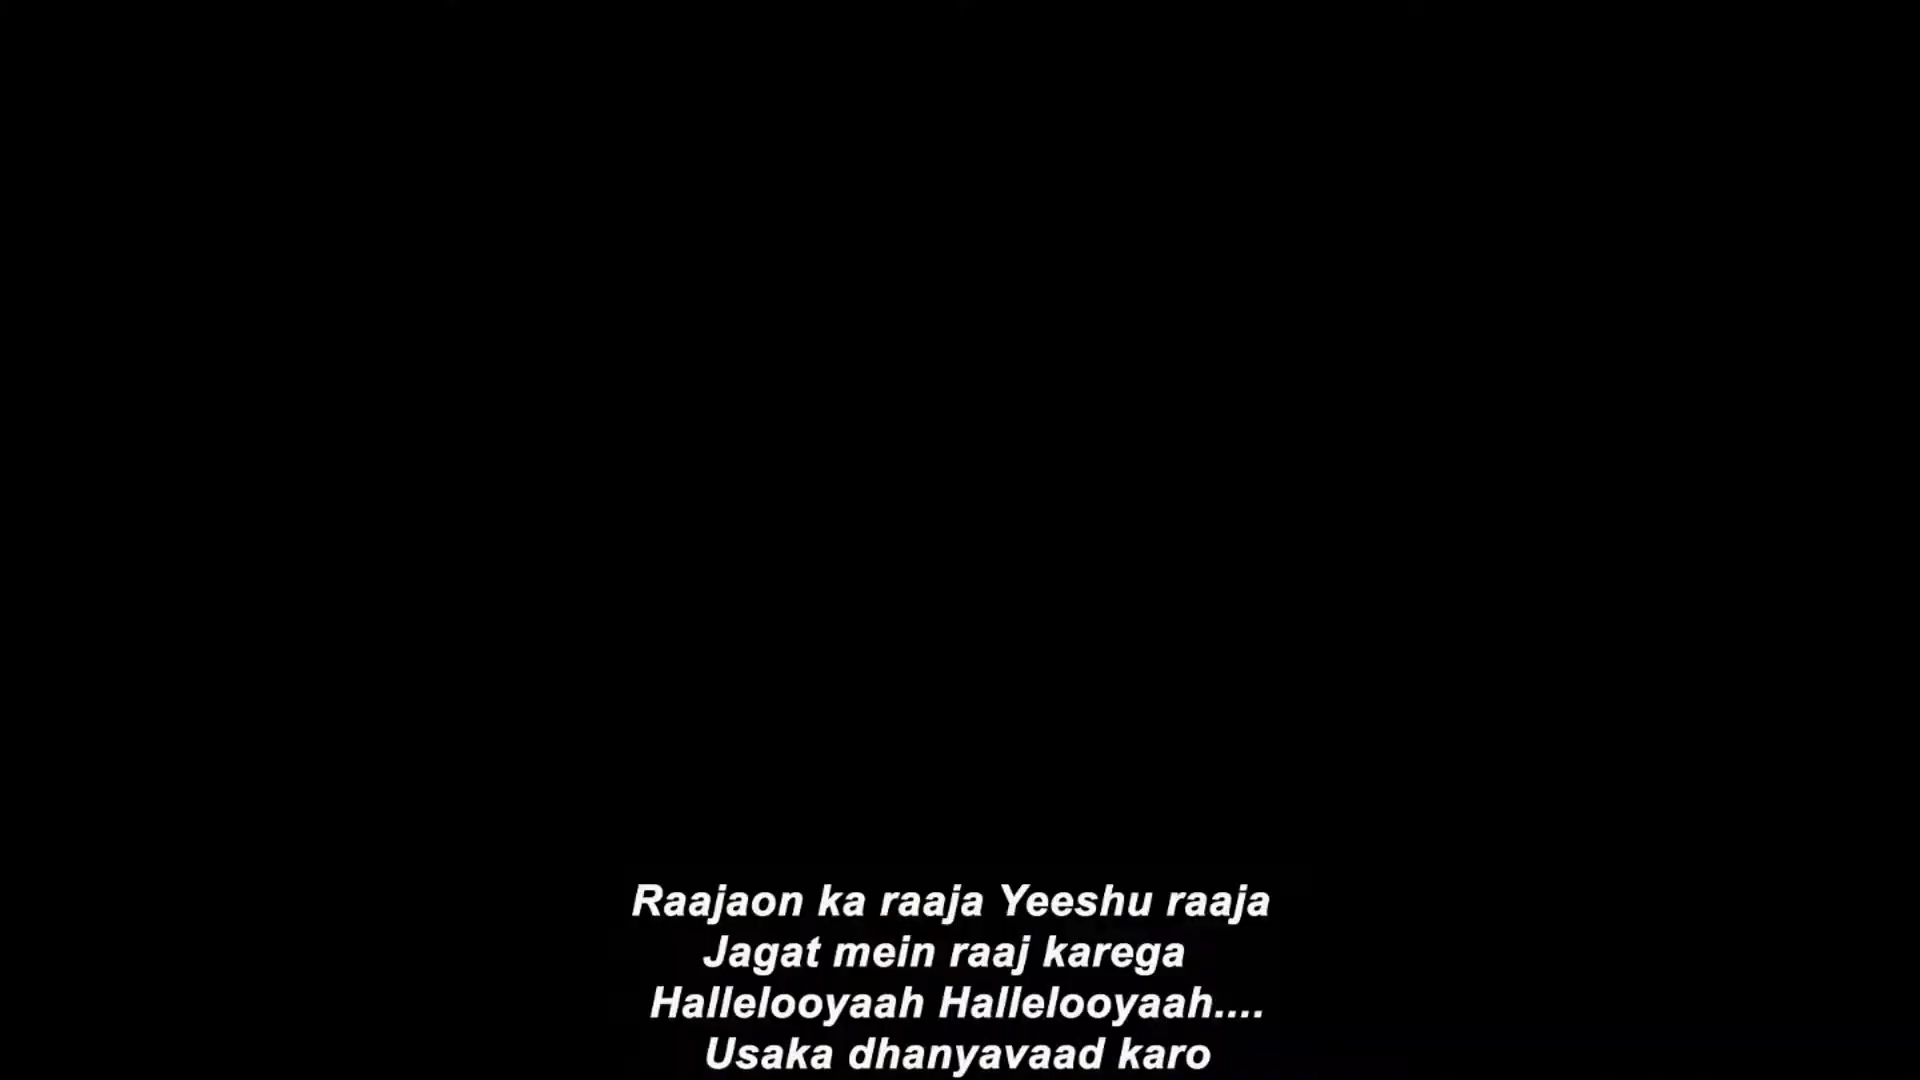 Raajaon ka raaja Yeeshu raaja
Jagat mein raaj karega
Hallelooyaah Hallelooyaah....
Usaka dhanyavaad karo